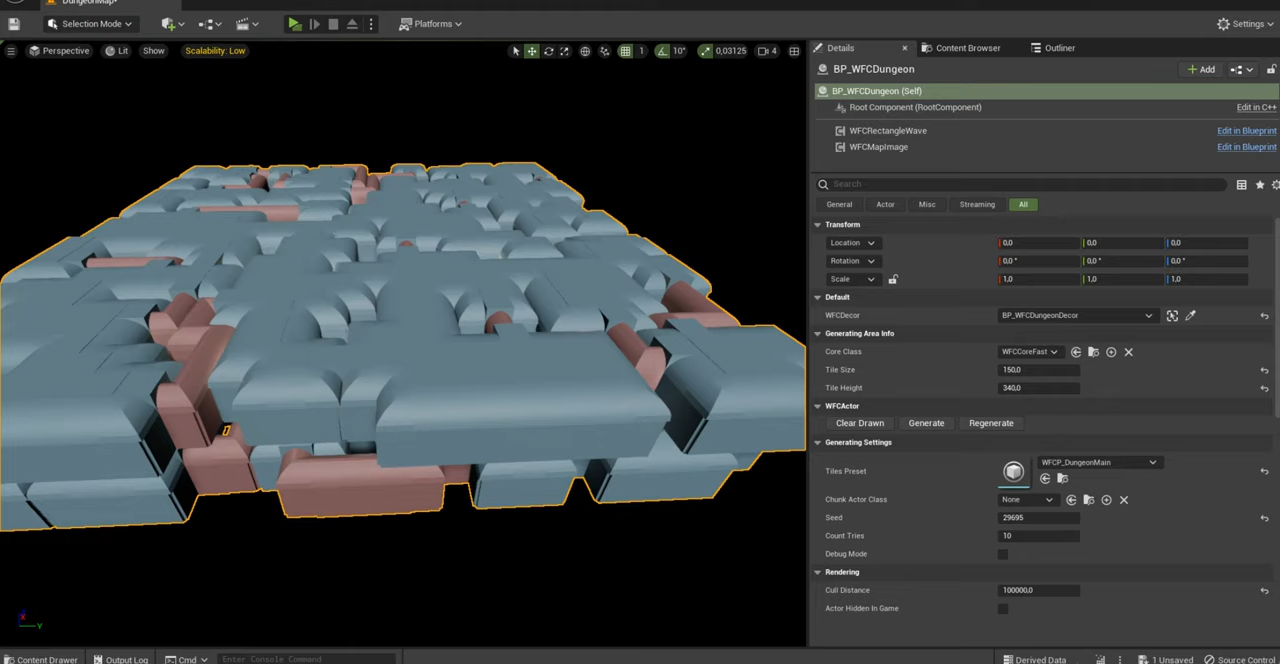 DungeonMap*
Selection Mode
Platforms
Settings
Perspective Lit Show Scalability: Low 1 10° 0,03125 4
Details Content Browser Outliner
BP_WFCDungeon
Add
BP_WFCDungeon (Self)
Root Component (RootComponent) Edit in C++
WFCRectangleWave Edit in Blueprint
WFCMapImage Edit in Blueprint
Search
General Actor Misc Streaming All
Transform
Location 0,0 0,0 0,0
Rotation 0,0 ° 0,0 ° 0,0 °
Scale 1,0 1,0 1,0
Default
WFCDecor BP_WFCDungeonDecor
Generating Area Info
Core Class WFCCoreFast
Tile Size 150,0
Tile Height 340,0
WFCActor
Clear Drawn Generate Regenerate
Generating Settings
Tiles Preset WFCP_DungeonMain
Chunk Actor Class None
Seed 29695
Count Tries 10
Debug Mode
Rendering
Cull Distance 100000,0
Actor Hidden In Game
X
Y
Content Drawer Output Log Cmd Enter Console Command Derived Data 1 Unsaved Source Control